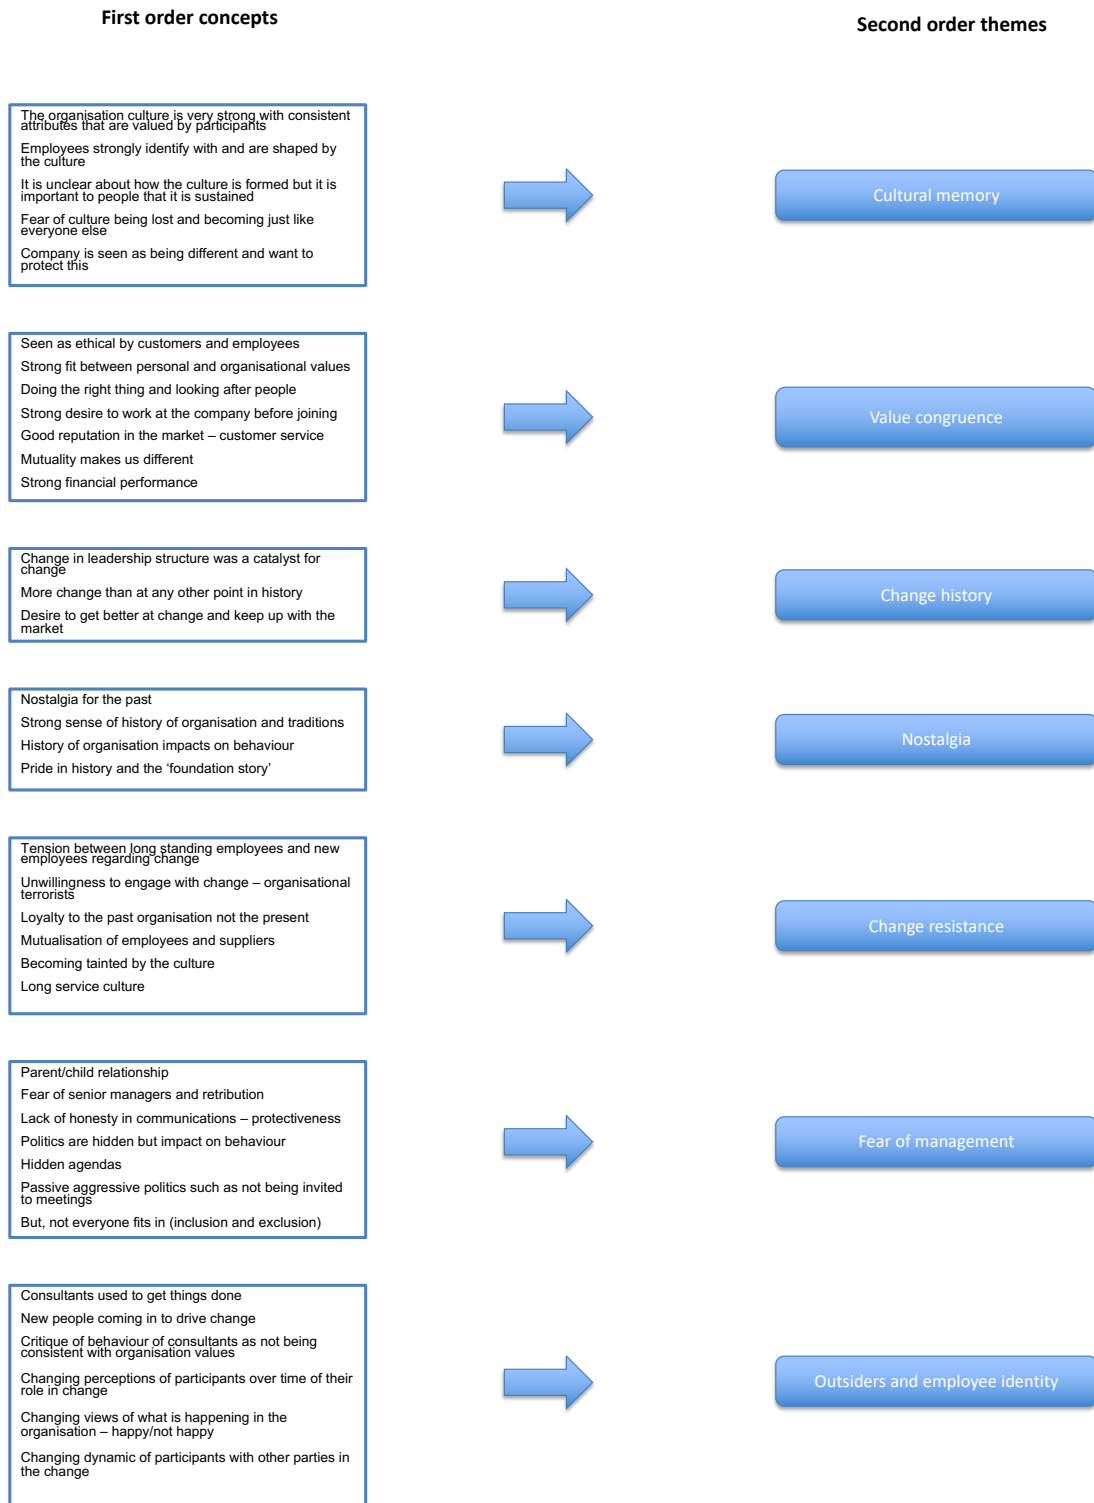 First order concepts
Second order themes
The organisation culture is very strong with consistent
attributes that are valued by participants
Employees strongly identify with and are shaped by
the culture
It is unclear about how the culture is formed but it is
important to people that it is sustained
Fear of culture being lost and becoming just like
everyone else
Company is seen as being different and want to
protect this
Cultural memory
Seen as ethical by customers and employees
Strong fit between personal and organisational values
Doing the right thing and looking after people
Strong desire to work at the company before joining
Good reputation in the market – customer service
Mutuality makes us different
Strong financial performance
Value congruence
Change in leadership structure was a catalyst for
change
More change than at any other point in history
Desire to get better at change and keep up with the
market
Change history
Nostalgia for the past
Strong sense of history of organisation and traditions
History of organisation impacts on behaviour
Pride in history and the ‘foundation story’
Nostalgia
Tension between long standing employees and new
employees regarding change
Unwillingness to engage with change – organisational
terrorists
Loyalty to the past organisation not the present
Mutualisation of employees and suppliers
Becoming tainted by the culture
Long service culture
Change resistance
Parent/child relationship
Fear of senior managers and retribution
Lack of honesty in communications – protectiveness
Politics are hidden but impact on behaviour
Hidden agendas
Passive aggressive politics such as not being invited
to meetings
But, not everyone fits in (inclusion and exclusion)
Fear of management
Consultants used to get things done
New people coming in to drive change
Critique of behaviour of consultants as not being
consistent with organisation values
Changing perceptions of participants over time of their
role in change
Changing views of what is happening in the
organisation – happy/not happy
Changing dynamic of participants with other parties in
the change
Outsiders and employee identity